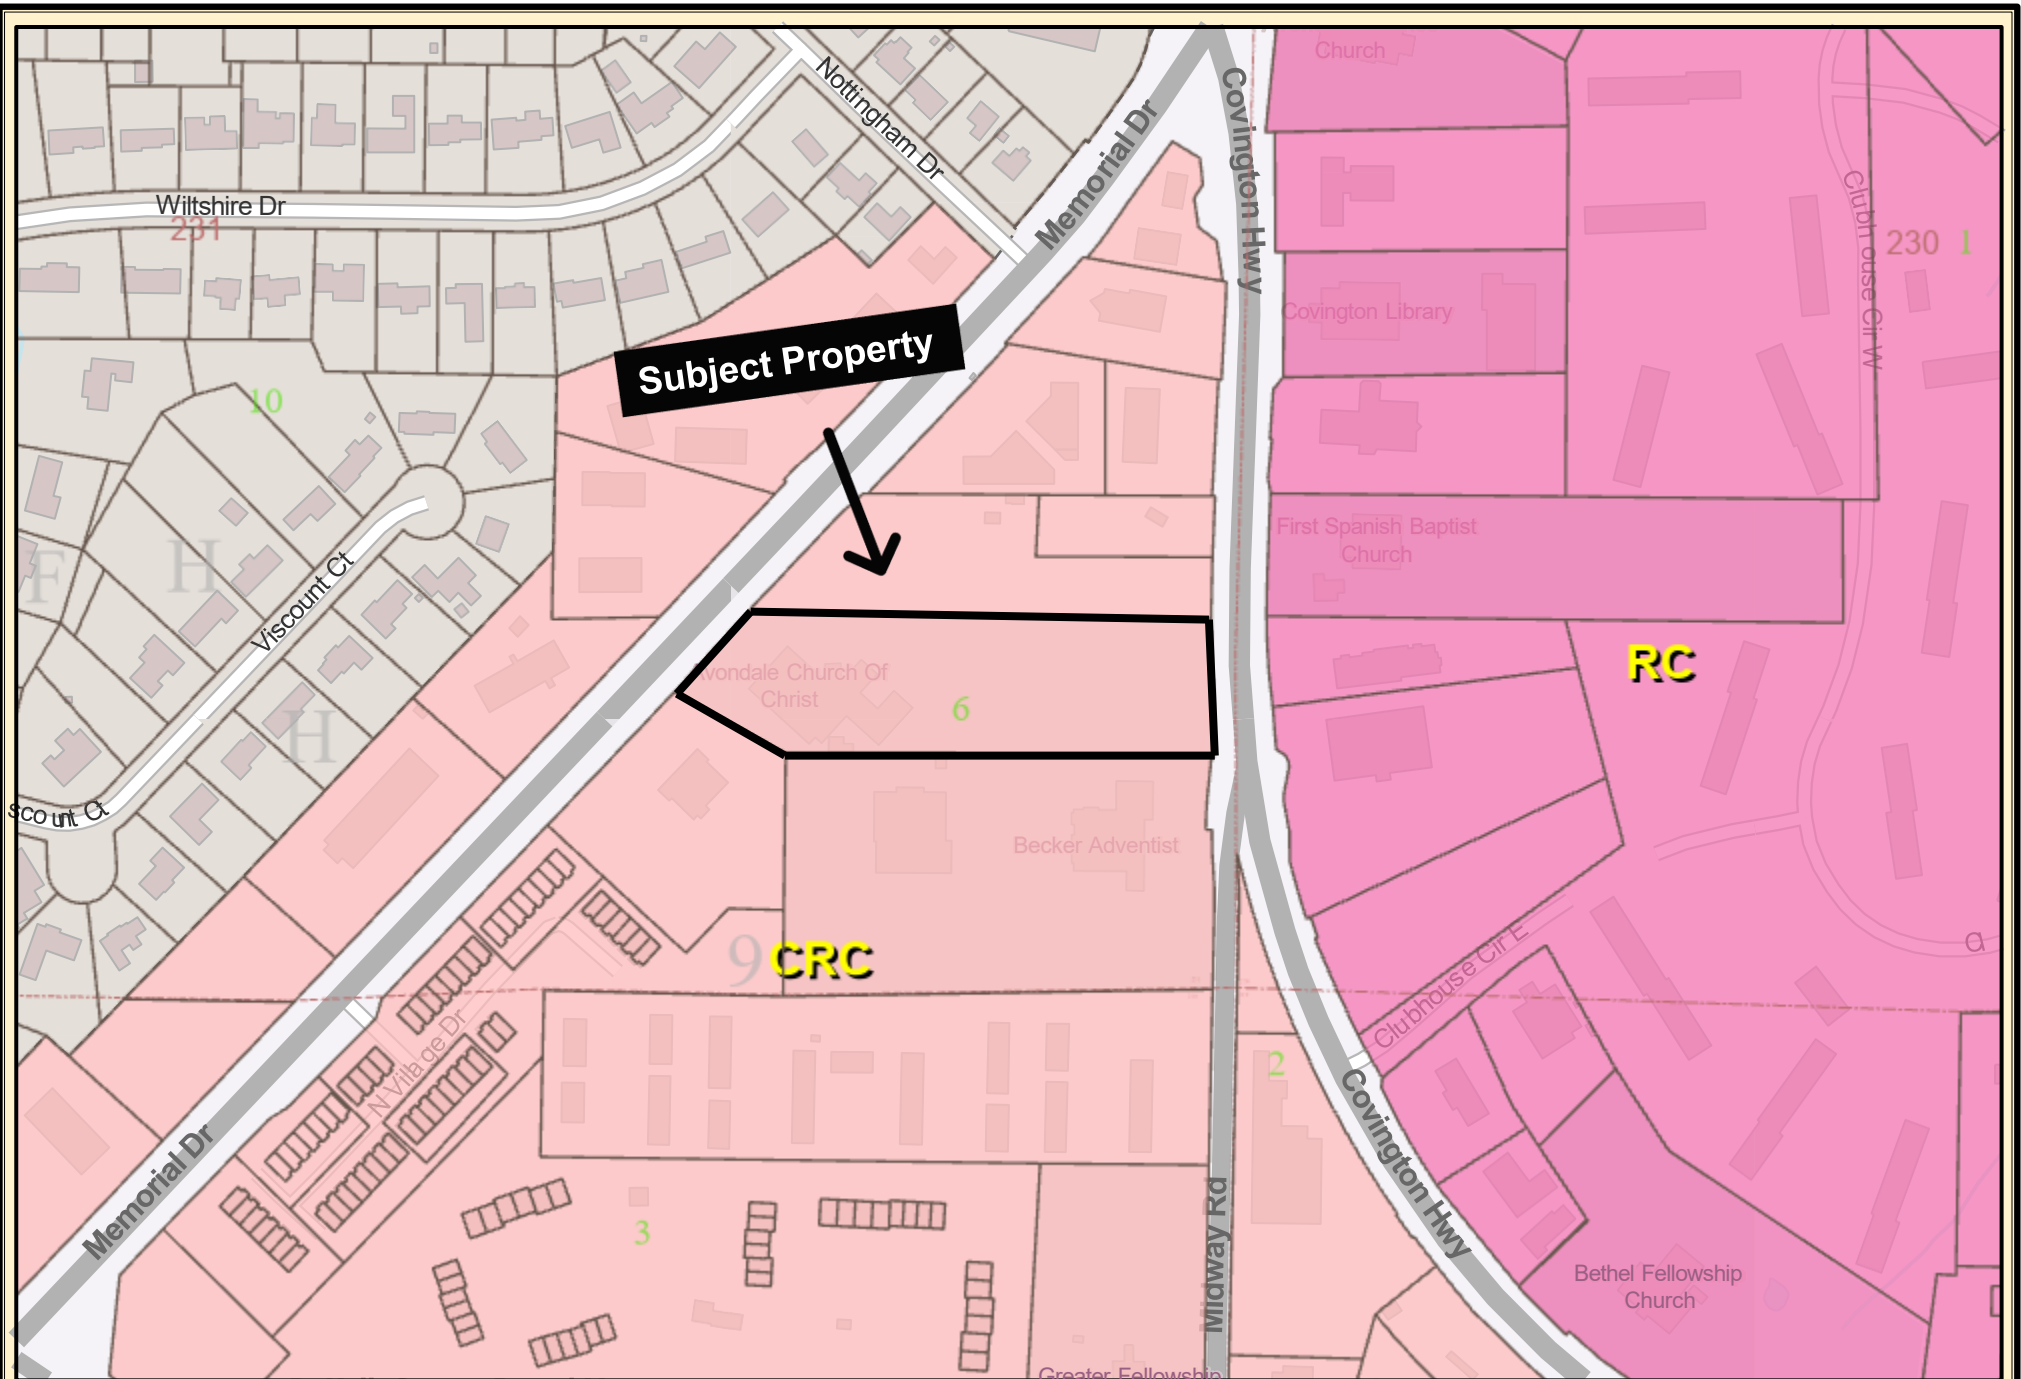 Church
Nottingham Dr
Covington Hwy
Memorial Dr
Wiltshire Dr
231
Clubhouse Cir W
230
1
Covington Library
Subject Property
10
First Spanish Baptist
Church
F
H
Viscount Ct
RC
Avondale Church Of
Christ
6
H
scount Ct
Becker Adventist
9
CRC
Clubhouse Cir E
N Village Dr
2
Memorial Dr
Covington Hwy
Midway Rd
3
Bethel Fellowship
Church
Greater Fellowship